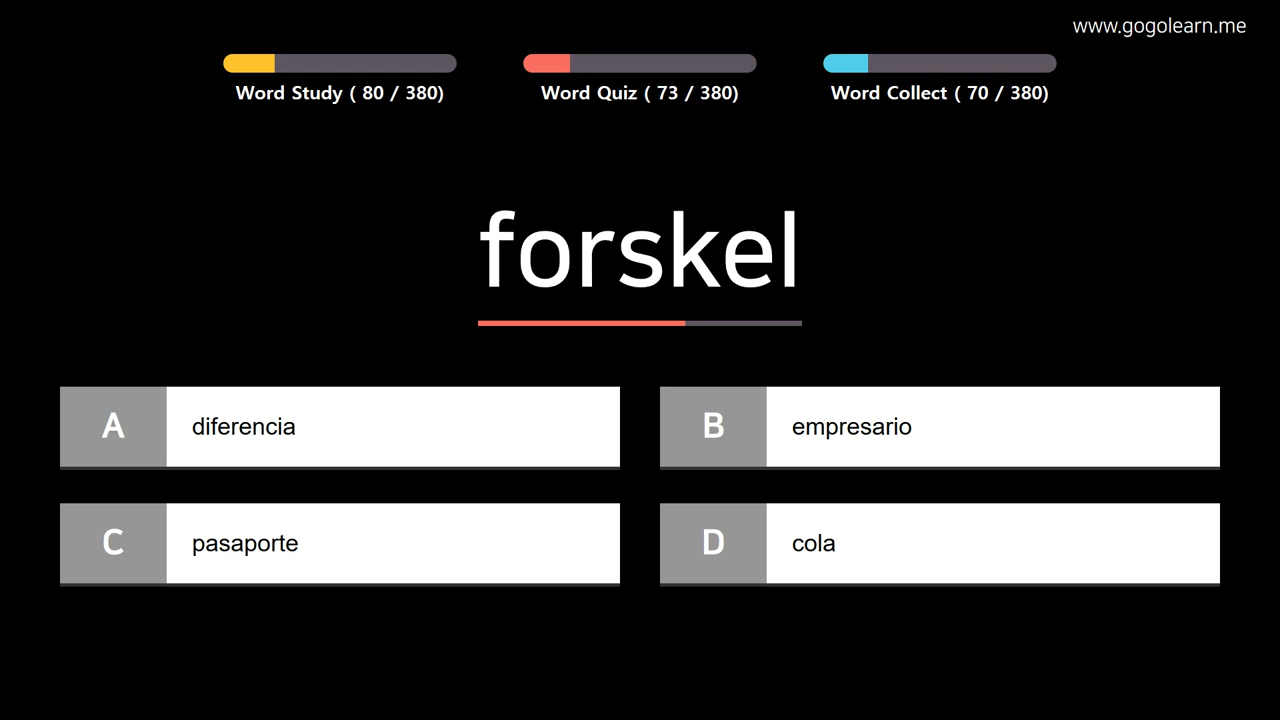 www.gogolearn.me
Word Study ( 80 / 380)
Word Quiz ( 73 / 380)
Word Collect ( 70 / 380)
forskel
A diferencia
B empresario
C pasaporte
D cola